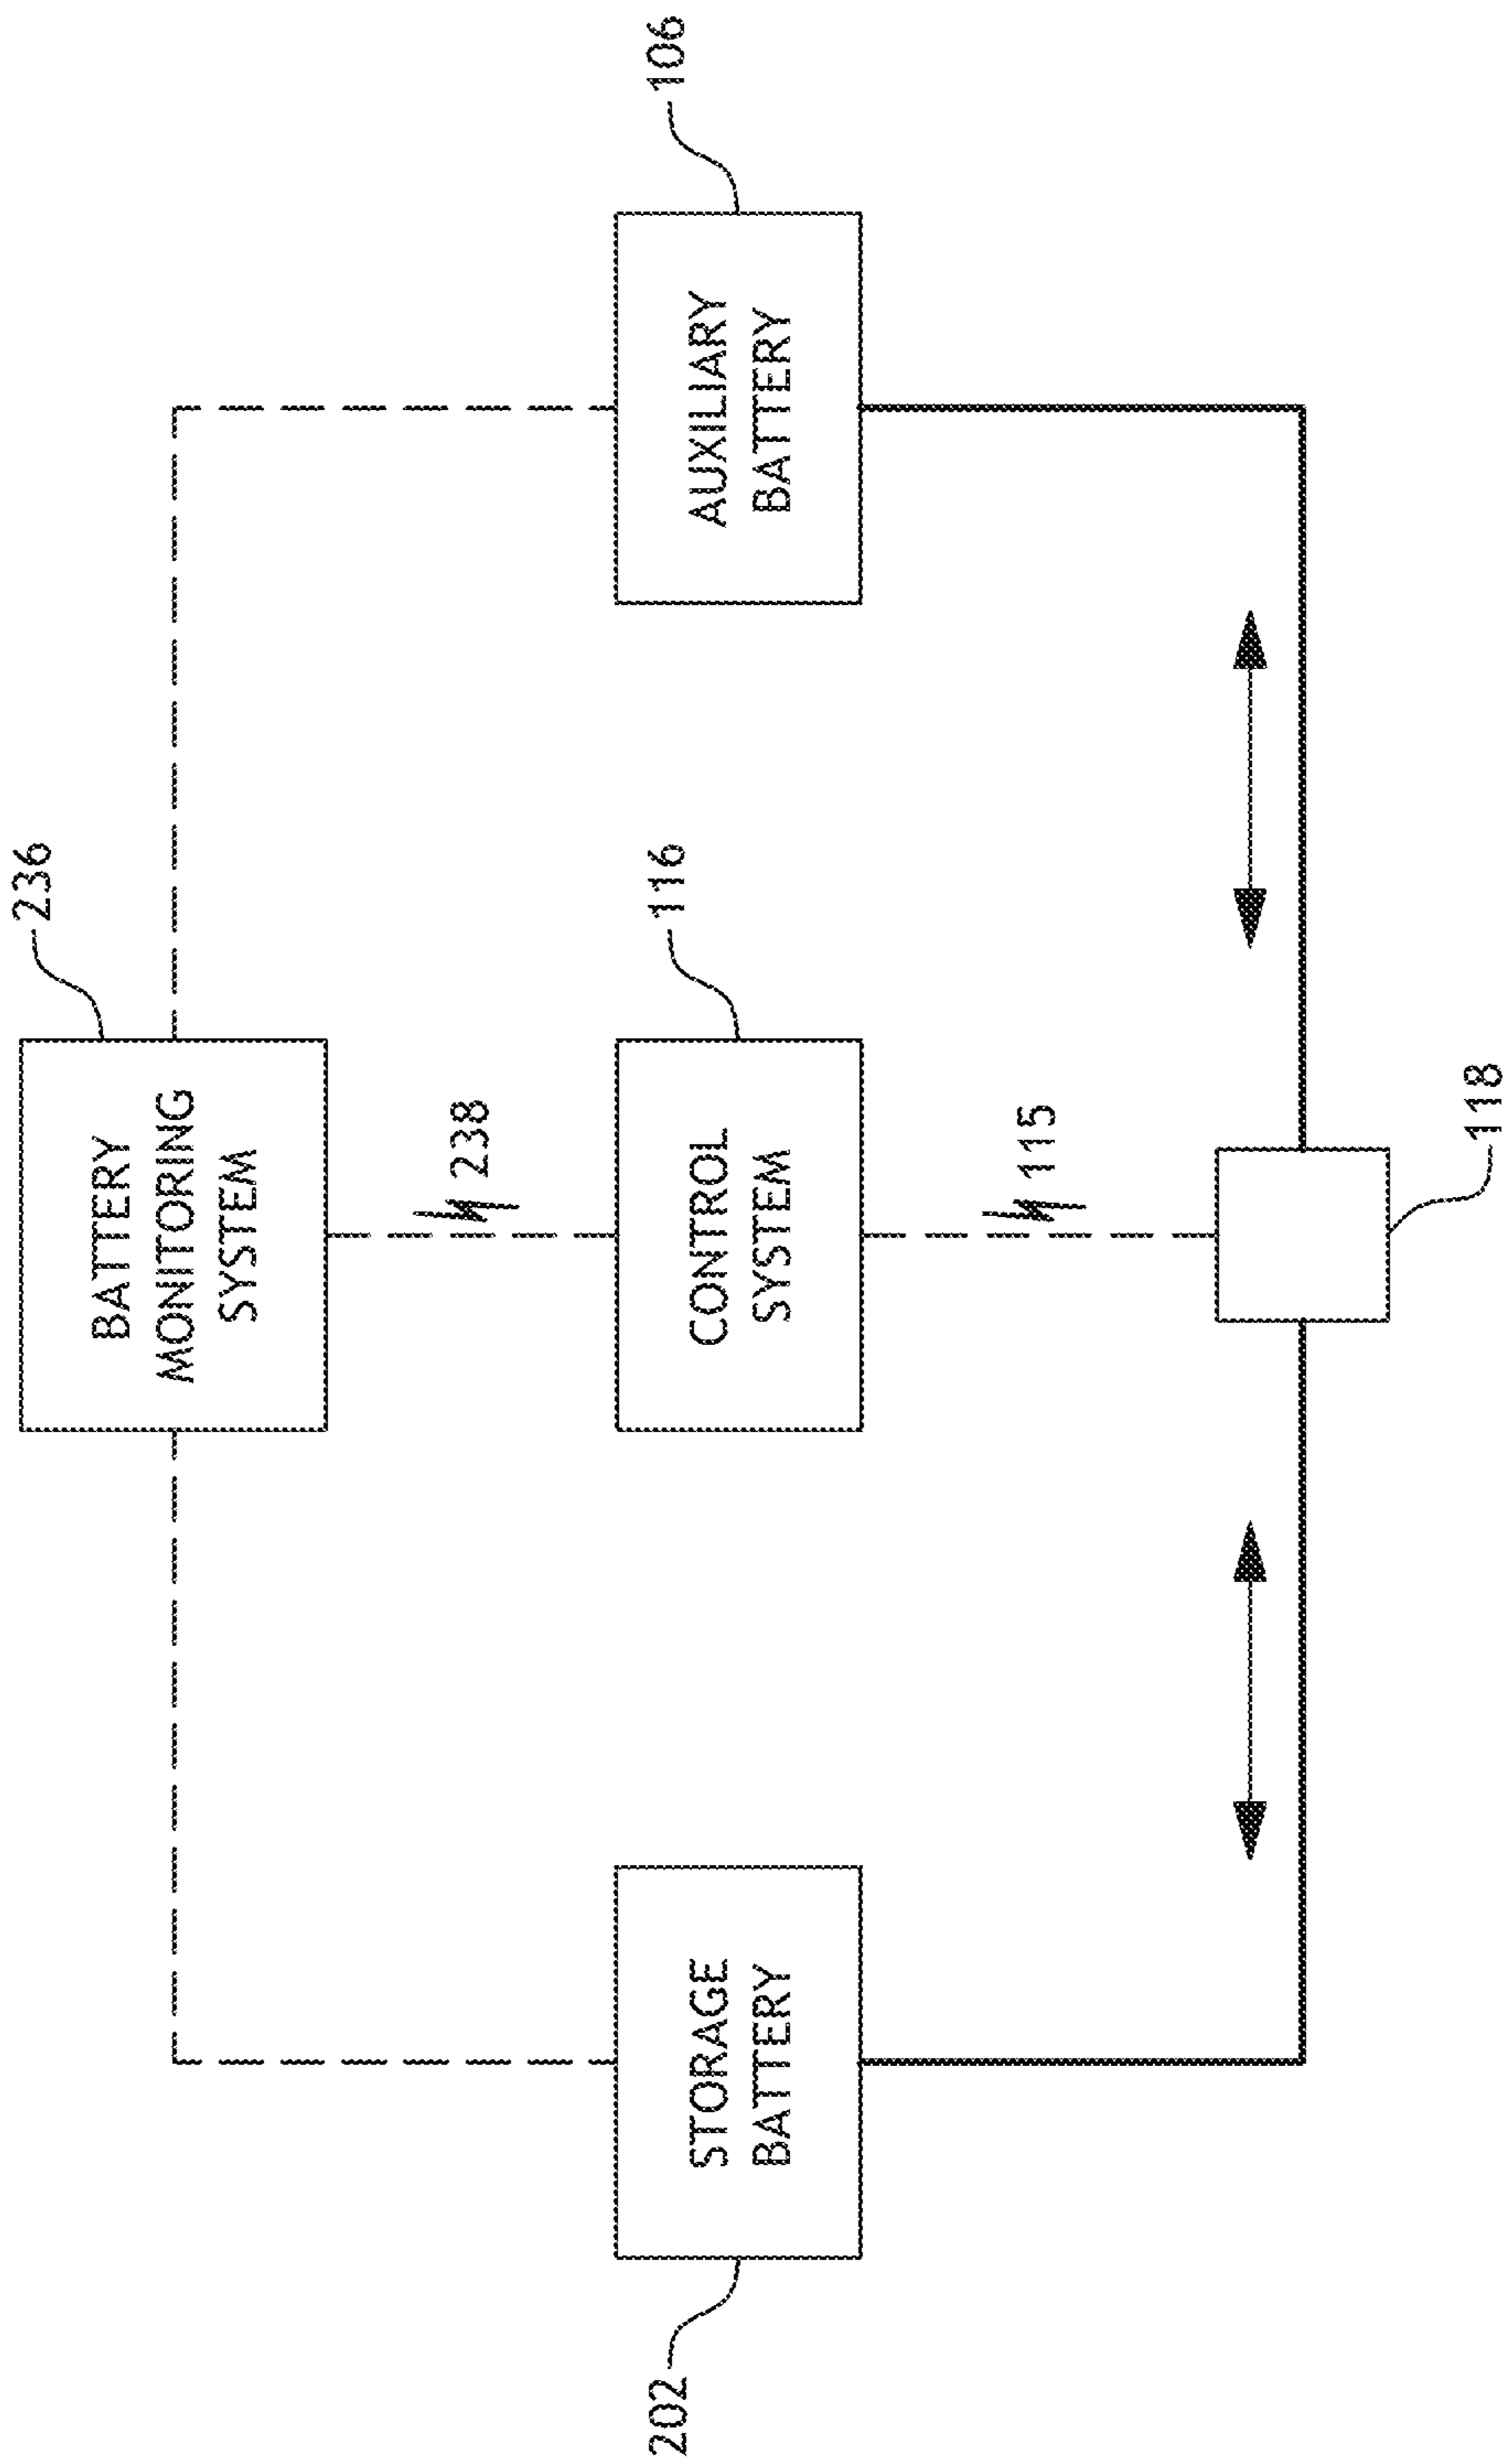 236
BATTERY
MONITORING
SYSTEM
238
202
STORAGE
BATTERY
116
CONTROL
SYSTEM
106
AUXILIARY
BATTERY
115
118